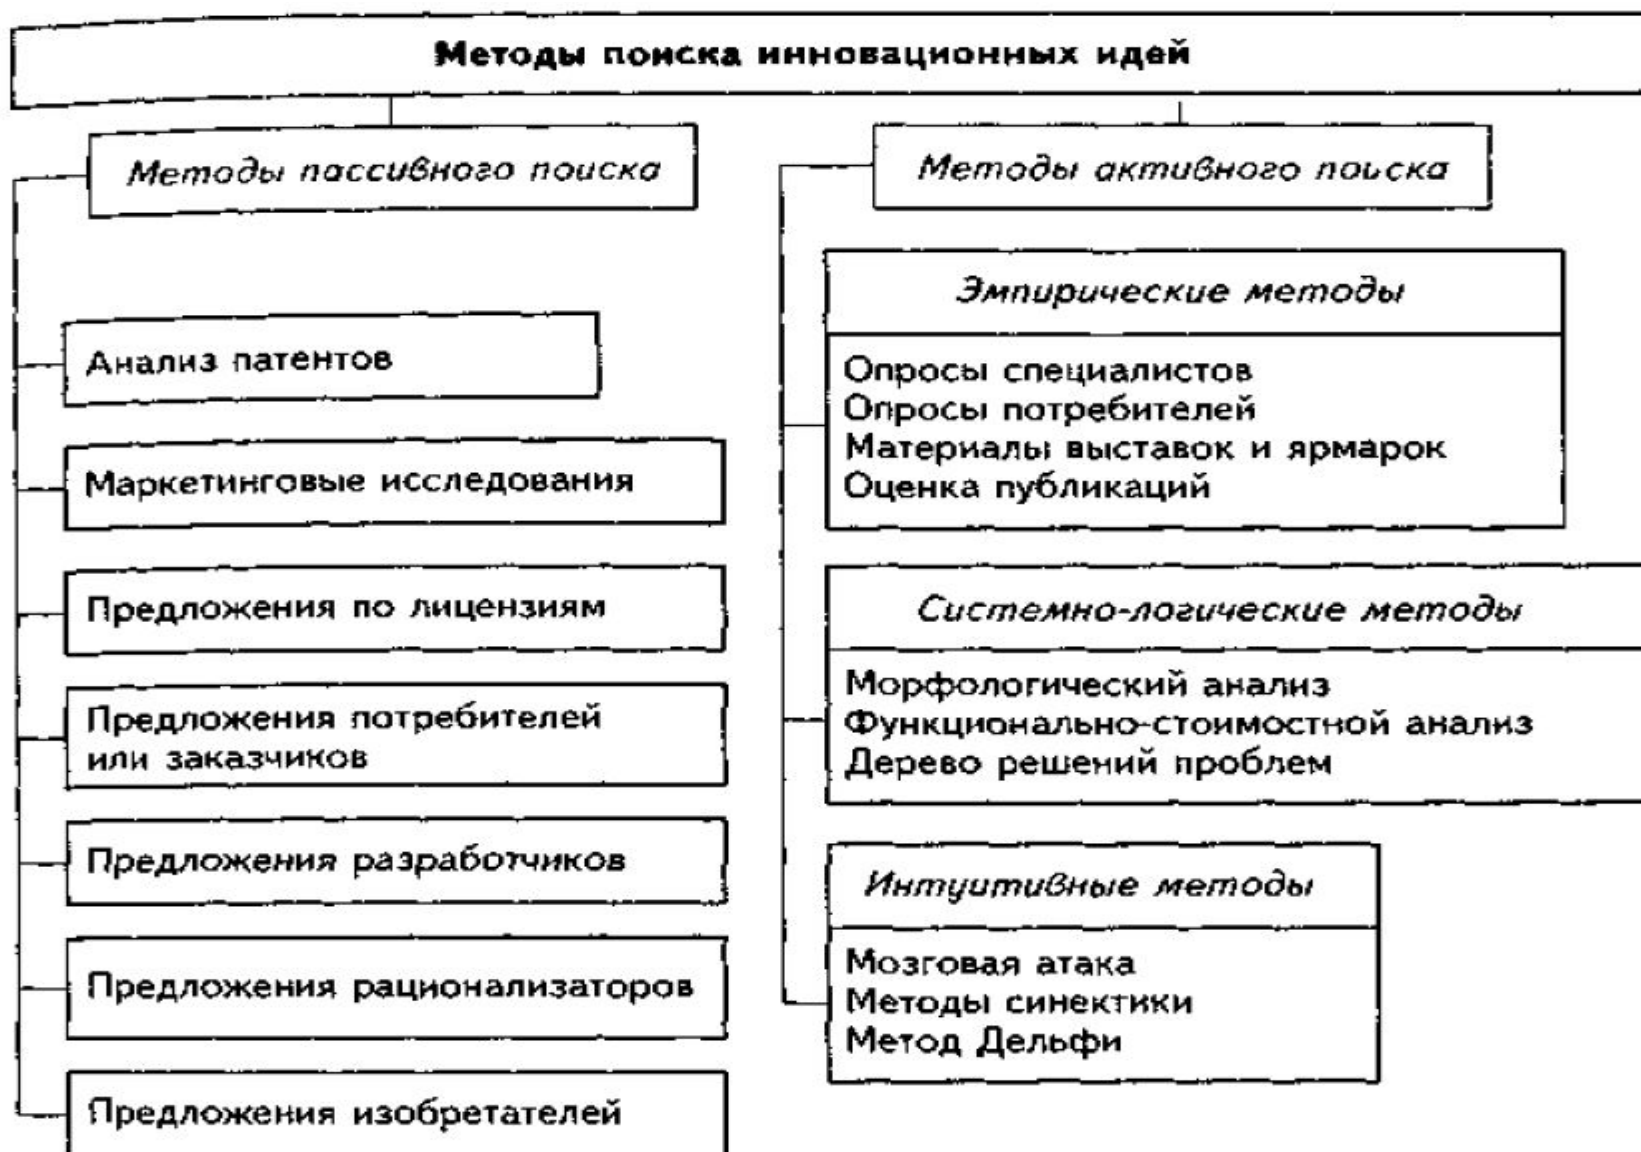 Методы поиска инновационных идей
Методы пассивного поиска
Анализ патентов
Маркетинговые исследования
Предложения по лицензиям
Предложения потребителей
или заказчиков
Предложения разработчиков
Предложения рационализаторов
Предложения изобретателей
Методы активного поиска
Эмпирические методы
Опросы специалистов
Опросы потребителей
Материалы выставок и ярмарок
Оценка публикаций
Системно-логические методы
Морфологический анализ
Функционально-стоимостной анализ
Дерево решений проблем
Интуитивные методы
Мозговая атака
Методы синектики
Метод Дельфи